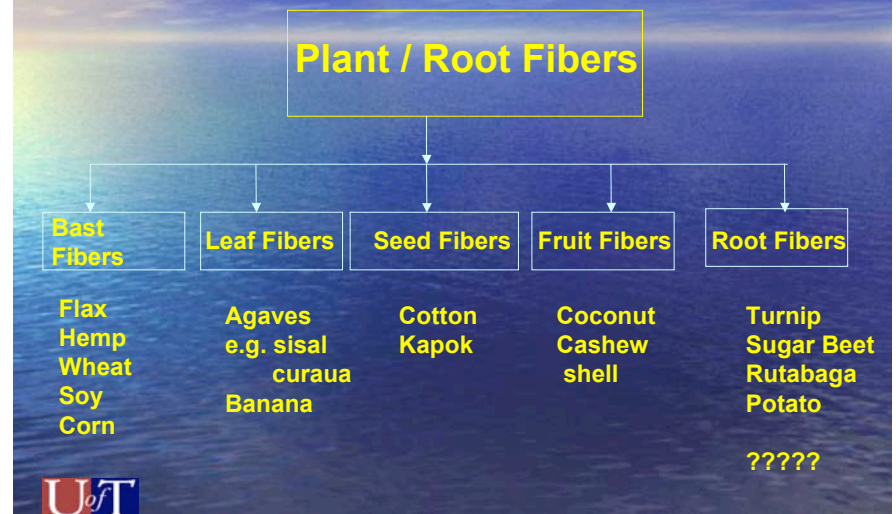 Plant / Root Fibers
Bast
Fibers
Leaf Fibers
Seed Fibers
Fruit Fibers
Root Fibers
Flax
Hemp
Wheat
Soy
Corn
Agaves
e.g. sisal
curaua
Banana
Cotton
Kapok
Coconut
Cashew
shell
Turnip
Sugar Beet
Rutabaga
Potato
?????
UofT